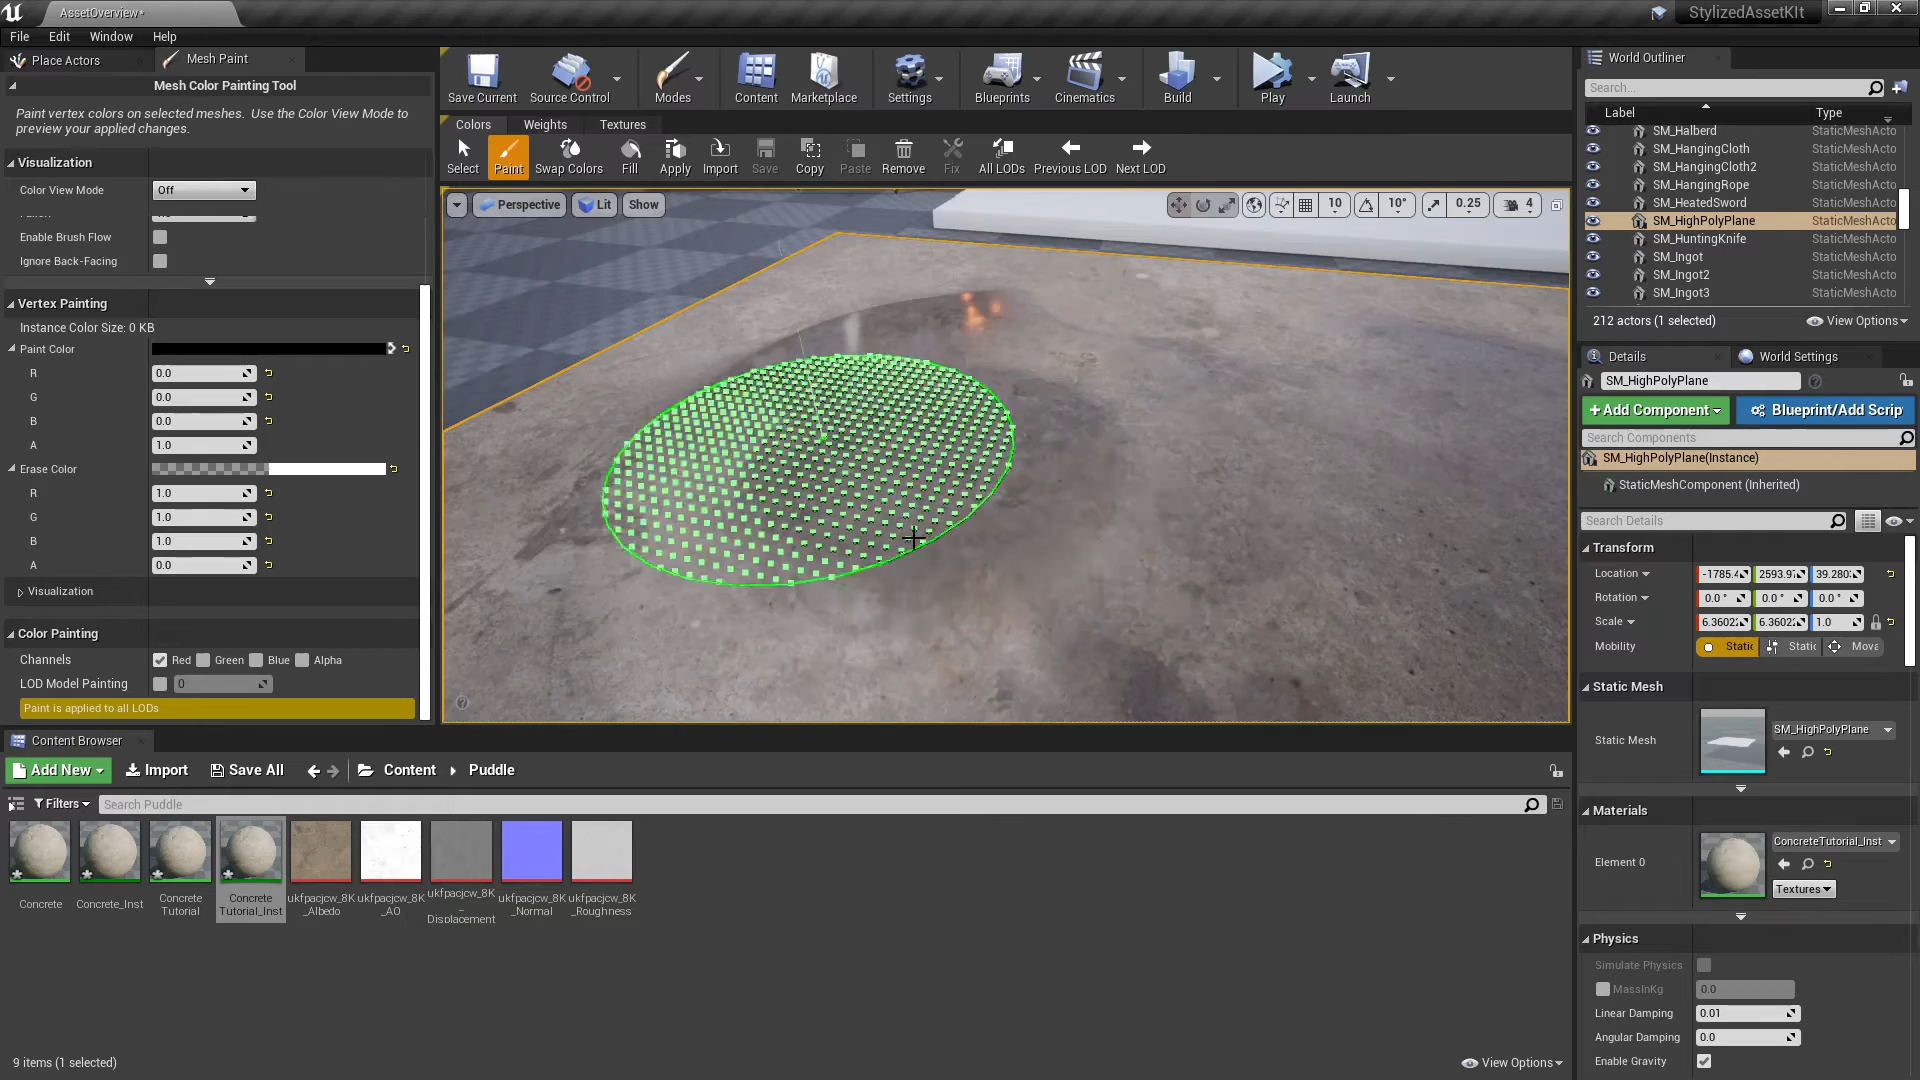 AssetOverview*
StylizedAssetKIt
File Edit Window Help
Place Actors
Mesh Paint
Mesh Color Painting Tool
Paint vertex colors on selected meshes. Use the Color View Mode to
preview your applied changes.
Visualization
Color View Mode Off
Enable Brush Flow
Ignore Back-Facing
Vertex Painting
Instance Color Size: 0 KB
Paint Color
R 0.0
G 0.0
B 0.0
A 1.0
Erase Color
R 1.0
G 1.0
B 1.0
A 0.0
Visualization
Color Painting
Channels Red Green Blue Alpha
LOD Model Painting 0
Paint is applied to all LODs
Save Current Source Control Modes Content Marketplace Settings Blueprints Cinematics Build Play Launch
Colors Weights Textures
Select Paint Swap Colors Fill Apply Import Save Copy Paste Remove Fix All LODs Previous LOD Next LOD
Perspective Lit Show
10 10° 0.25 4
World Outliner
Search...
Label Type
SM_Halberd StaticMeshActo
SM_HangingCloth StaticMeshActo
SM_HangingCloth2 StaticMeshActo
SM_HangingRope StaticMeshActo
SM_HeatedSword StaticMeshActo
SM_HighPolyPlane StaticMeshActo
SM_HuntingKnife StaticMeshActo
SM_Ingot StaticMeshActo
SM_Ingot2 StaticMeshActo
SM_Ingot3 StaticMeshActo
212 actors (1 selected) View Options
Details World Settings
SM_HighPolyPlane
+Add Component Blueprint/Add Scrip
Search Components
SM_HighPolyPlane(Instance)
StaticMeshComponent (Inherited)
Search Details
Transform
Location -1785.4 2593.97 39.280
Rotation 0.0 ° 0.0 ° 0.0 °
Scale 6.3602 6.3602 1.0
Mobility Static Static Mova
Static Mesh
Static Mesh SM_HighPolyPlane
Materials
Element 0 ConcreteTutorial_Inst
Textures
Physics
Simulate Physics
MassInKg 0.0
Linear Damping 0.01
Angular Damping 0.0
Enable Gravity
Content Browser
Add New Import Save All Content Puddle
Filters Search Puddle
Concrete
Concrete_Inst
Concrete
Tutorial
Concrete
Tutorial_Inst
ukfpacjcw_8K
_Albedo
ukfpacjcw_8K
_AO
ukfpacjcw_8K
_
Displacement
ukfpacjcw_8K
_Normal
ukfpacjcw_8K
_Roughness
9 items (1 selected) View Options